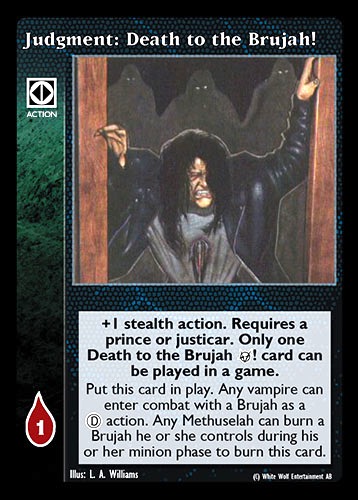 Judgment: Death to the Brujah!
ACTION
+1 stealth action. Requires a
prince or justicar. Only one
Death to the Brujah ! card can
be played in a game.
Put this card in play. Any vampire can
enter combat with a Brujah as a
Ⓓ action. Any Methuselah can burn a
Brujah he or she controls during his
or her minion phase to burn this card.
1
Illus: L. A. Williams
(C) White Wolf Entertainment AB